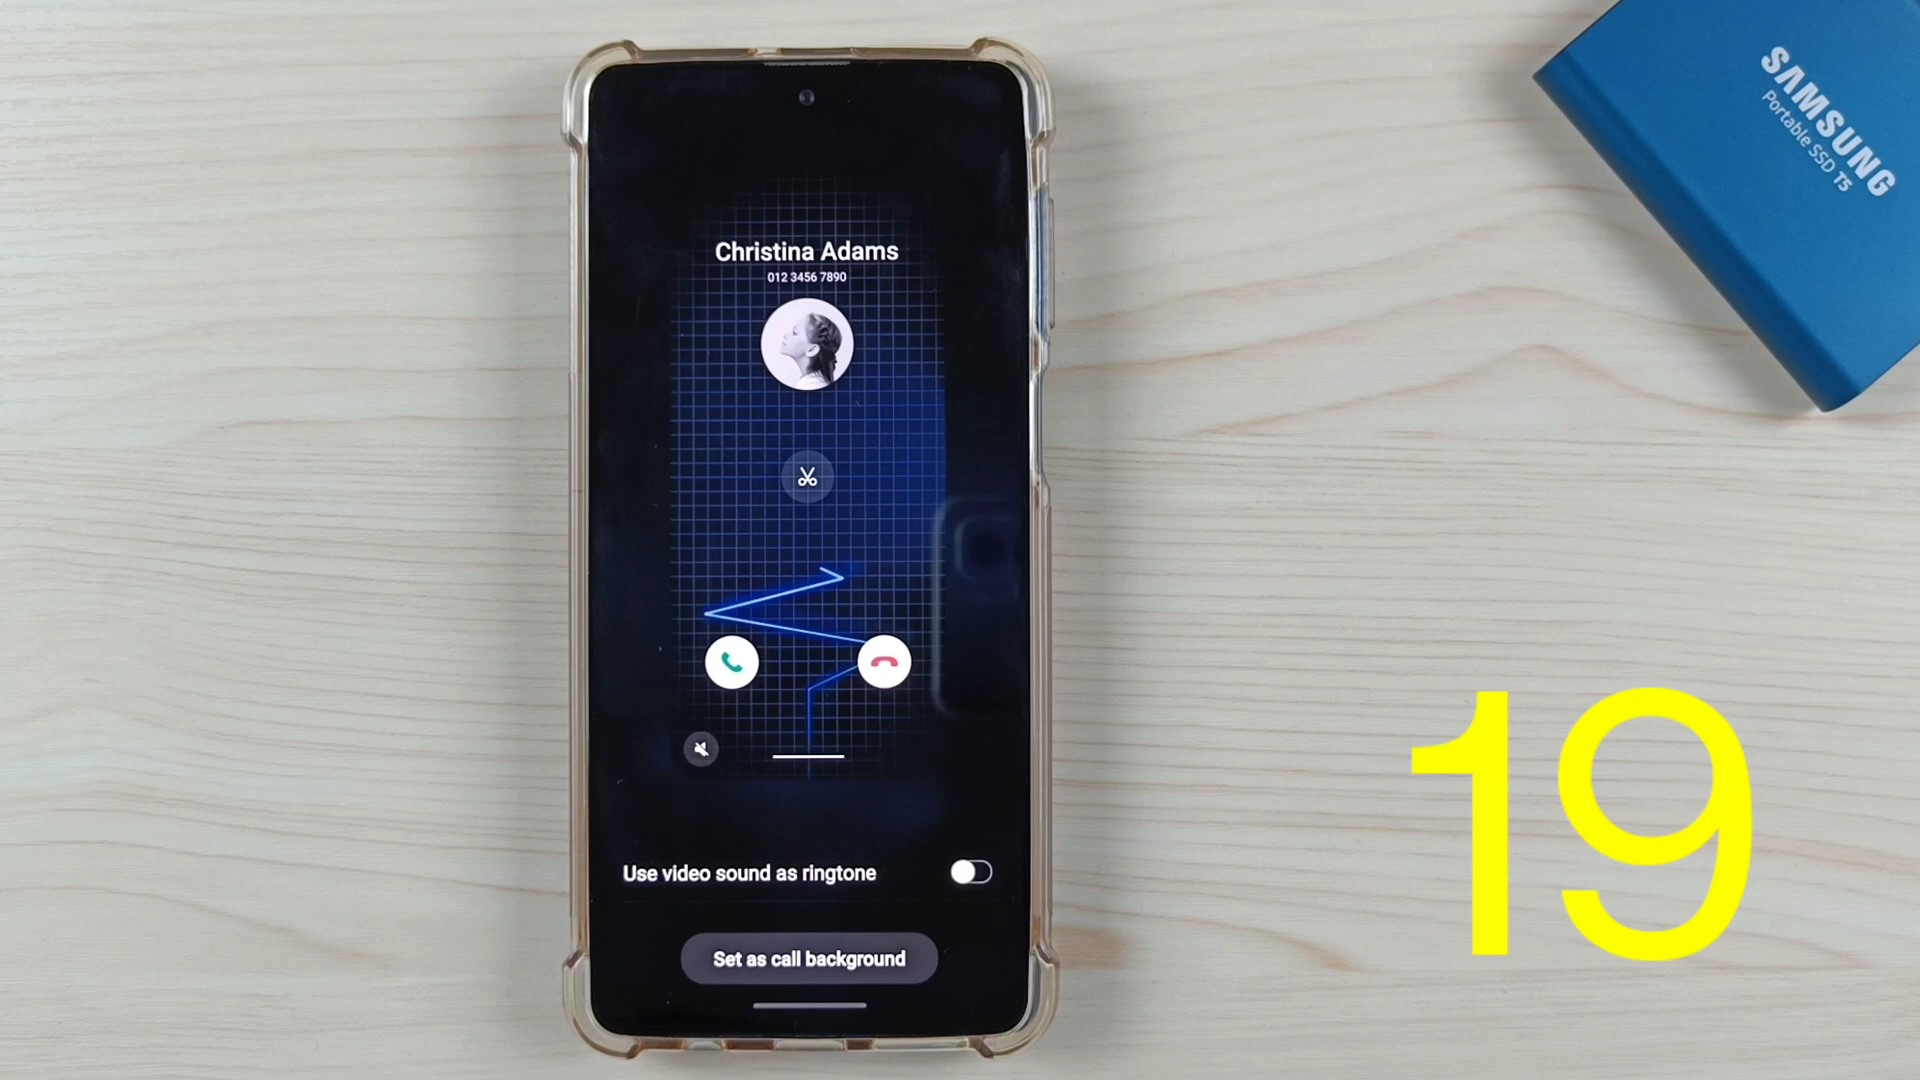 SAMSUNG
Portable SSD T5
Christina Adams
012 3456 7890
Use video sound as ringtone
Set as call background
19